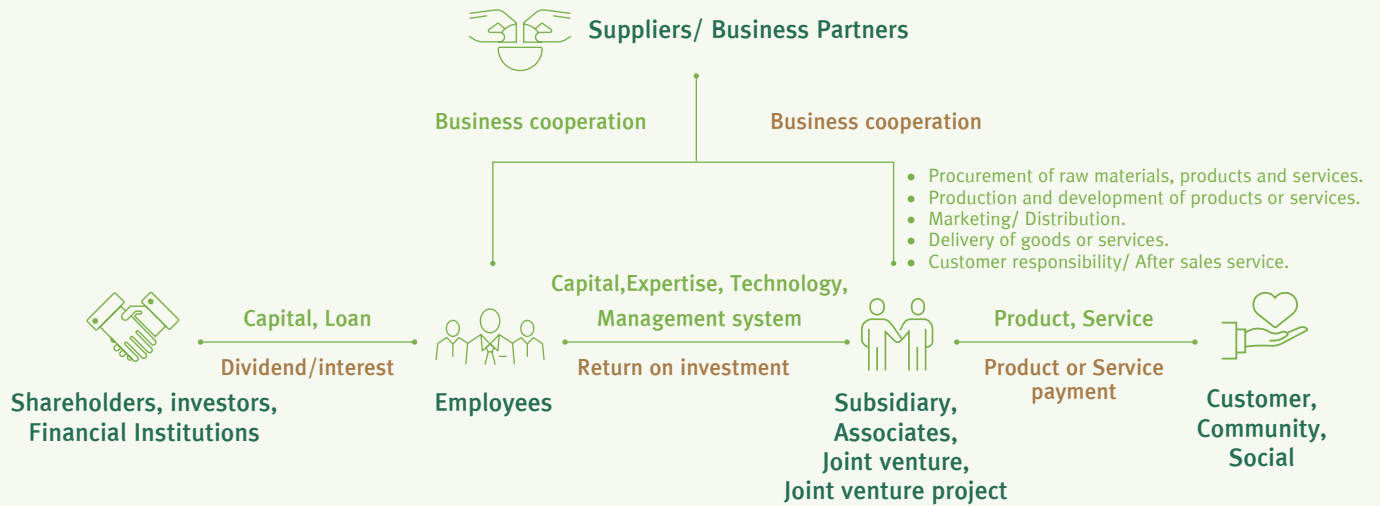 Suppliers/ Business Partners
Business cooperation
Business cooperation
• Procurement of raw materials, products and services.
• Production and development of products or services.
• Marketing/ Distribution.
• Delivery of goods or services.
• Customer responsibility/ After sales service.
Capital, Loan
Dividend/interest
Capital,Expertise, Technology,
Management system
Return on investment
Product, Service
Product or Service
payment
Shareholders, investors,
Financial Institutions
Employees
Subsidiary,
Associates,
Joint venture,
Joint venture project
Customer,
Community,
Social